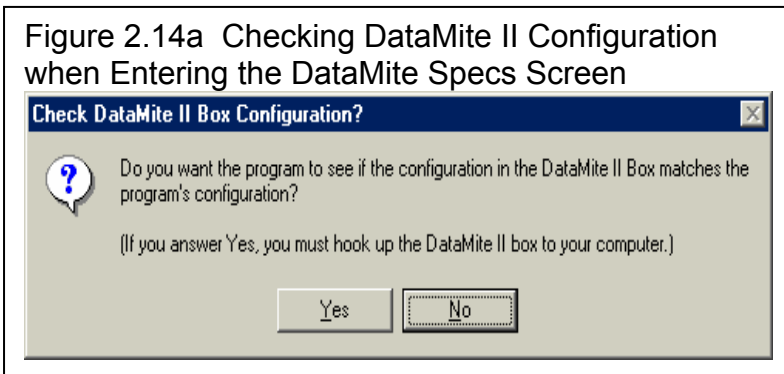 Figure 2.14a  Checking DataMite II Configuration
when Entering the DataMite Specs Screen
Check DataMite II Box Configuration?
Do you want the program to see if the configuration in the DataMite II Box matches the
program's configuration?
(If you answer Yes, you must hook up the DataMite II box to your computer.)
Yes
No